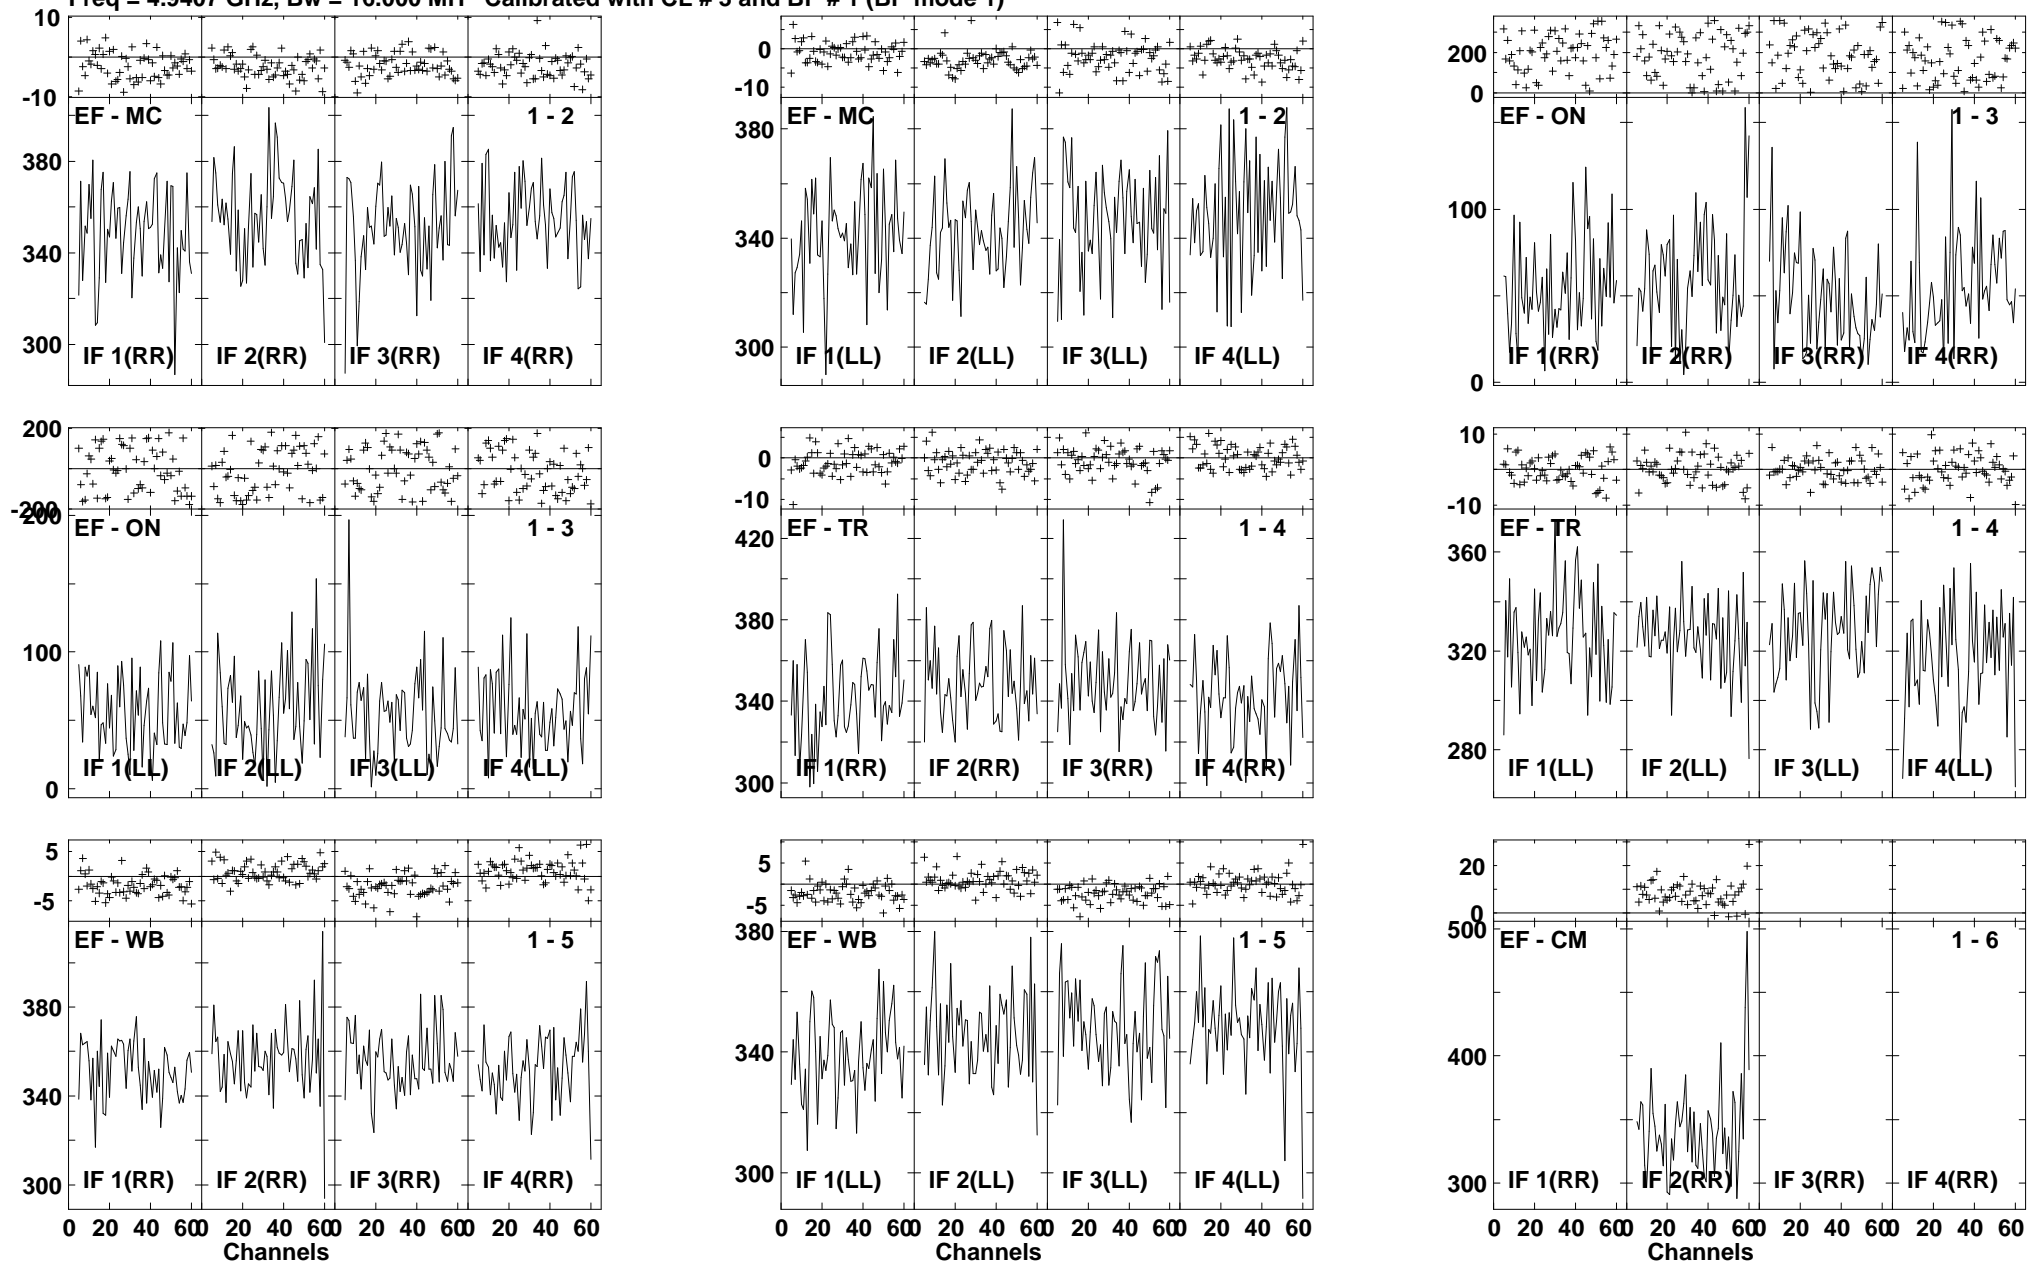 Freq = 4.9407 GHz, Bw = 16.000 MH Calibrated with CL # 3 and BP # 1 (BP mode 1)
10
-10
EF - MC 1 - 2
380
340
300
IF 1(RR) IF 2(RR) IF 3(RR) IF 4(RR)
0
-10
EF - MC 1 - 2
380
340
300
IF 1(LL) IF 2(LL) IF 3(LL) IF 4(LL)
200
0
EF - ON 1 - 3
100
0
IF 1(RR) IF 2(RR) IF 3(RR) IF 4(RR)
200
-200
200
EF - ON 1 - 3
100
0
IF 1(LL) IF 2(LL) IF 3(LL) IF 4(LL)
0
-10
EF - TR 1 - 4
420
380
340
300
IF 1(RR) IF 2(RR) IF 3(RR) IF 4(RR)
10
-10
EF - TR 1 - 4
360
320
280
IF 1(LL) IF 2(LL) IF 3(LL) IF 4(LL)
5
-5
EF - WB 1 - 5
380
340
300
IF 1(RR) IF 2(RR) IF 3(RR) IF 4(RR)
0 20 40 60 0 20 40 60 0 20 40 60 0 20 40 60
Channels
5
-5
380
EF - WB 1 - 5
340
300
IF 1(LL) IF 2(LL) IF 3(LL) IF 4(LL)
0 20 40 60 0 20 40 60 0 20 40 60 0 20 40 60
Channels
20
0
500
EF - CM 1 - 6
400
300
IF 1(RR) IF 2(RR) IF 3(RR) IF 4(RR)
0 20 40 60 0 20 40 60 0 20 40 60 0 20 40 60
Channels